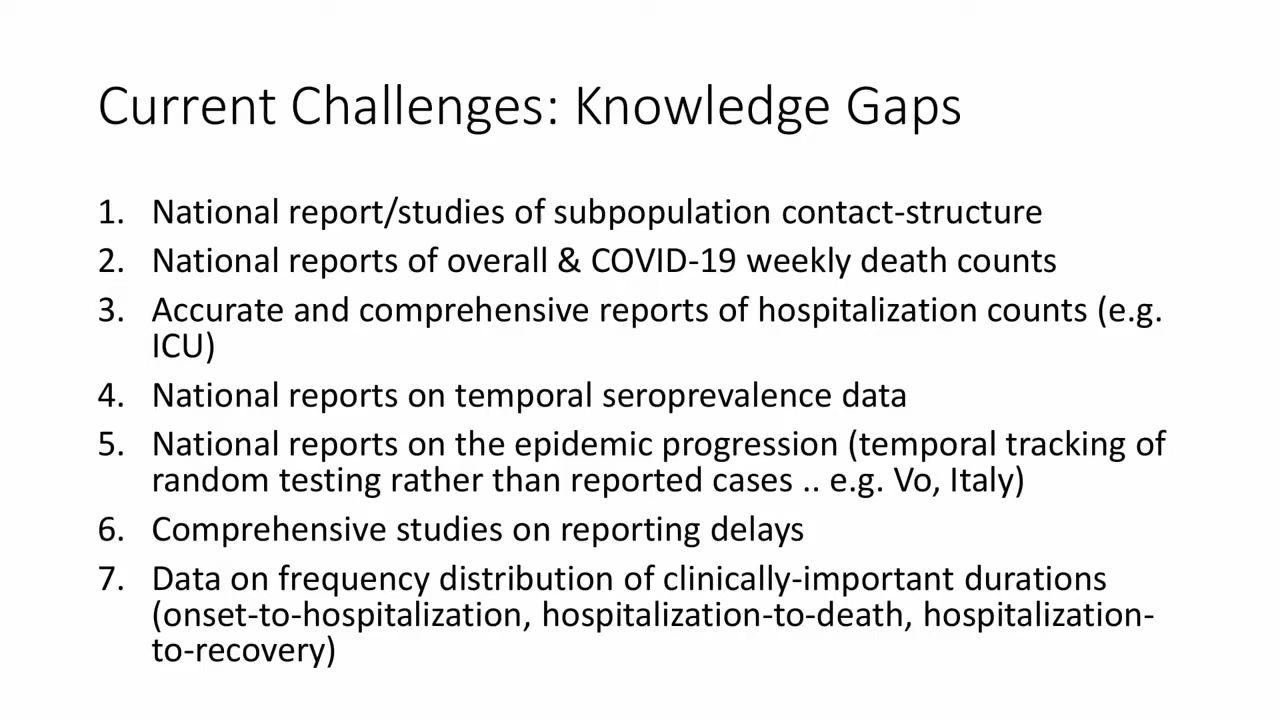 Current Challenges: Knowledge Gaps
1. National report/studies of subpopulation contact-structure
2. National reports of overall & COVID-19 weekly death counts
3. Accurate and comprehensive reports of hospitalization counts (e.g.
ICU)
4. National reports on temporal seroprevalence data
5. National reports on the epidemic progression (temporal tracking of
random testing rather than reported cases .. e.g. Vo, Italy)
6. Comprehensive studies on reporting delays
7. Data on frequency distribution of clinically-important durations
(onset-to-hospitalization, hospitalization-to-death, hospitalization-
to-recovery)